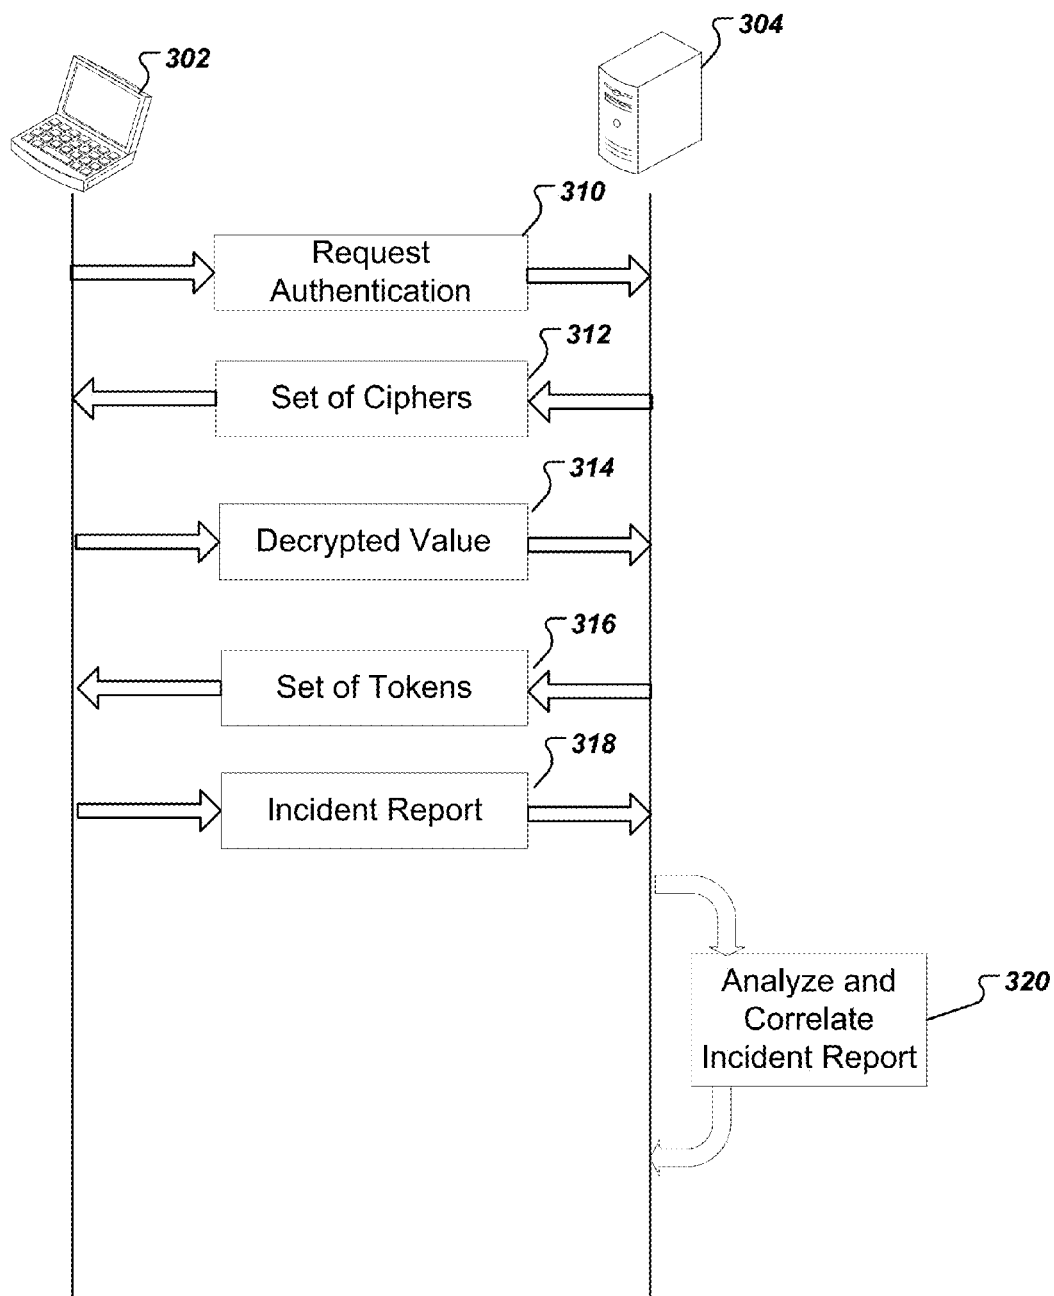 302
304
310
Request
Authentication
312
Set of Ciphers
314
Decrypted Value
316
Set of Tokens
318
Incident Report
320
Analyze and
Correlate
Incident Report